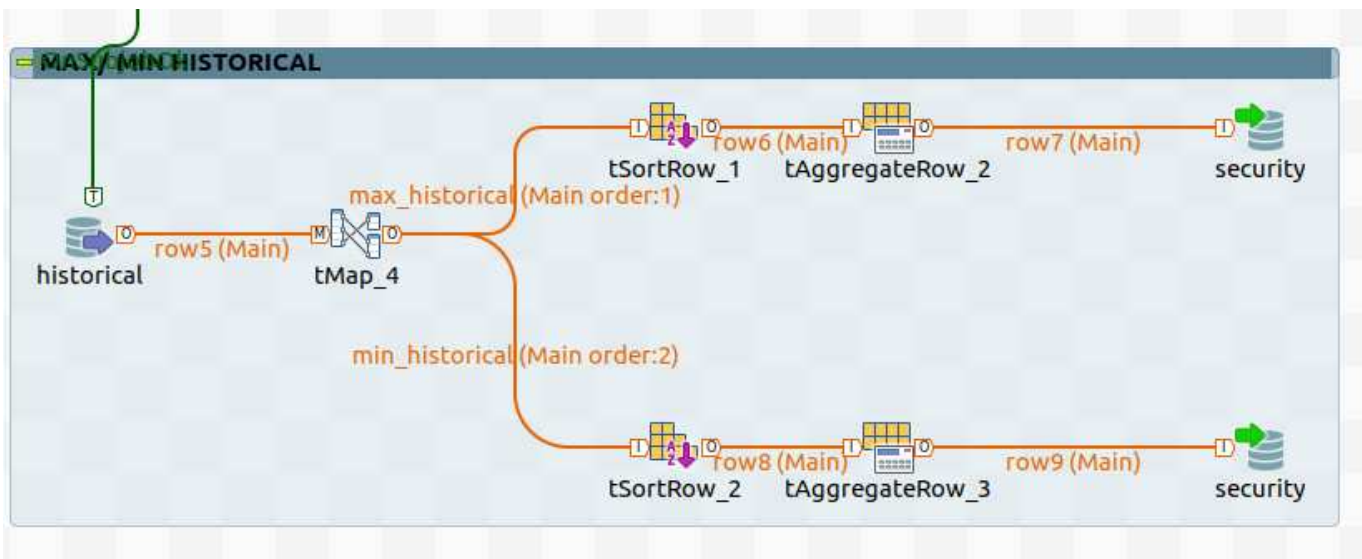 MAX/ MIN HISTORICAL
row6 (Main)
row7 (Main)
tSortRow_1
tAggregateRow_2
security
max_historical (Main order:1)
row5 (Main)
historical
tMap_4
min_historical (Main order:2)
row8 (Main)
row9 (Main)
tSortRow_2
tAggregateRow_3
security